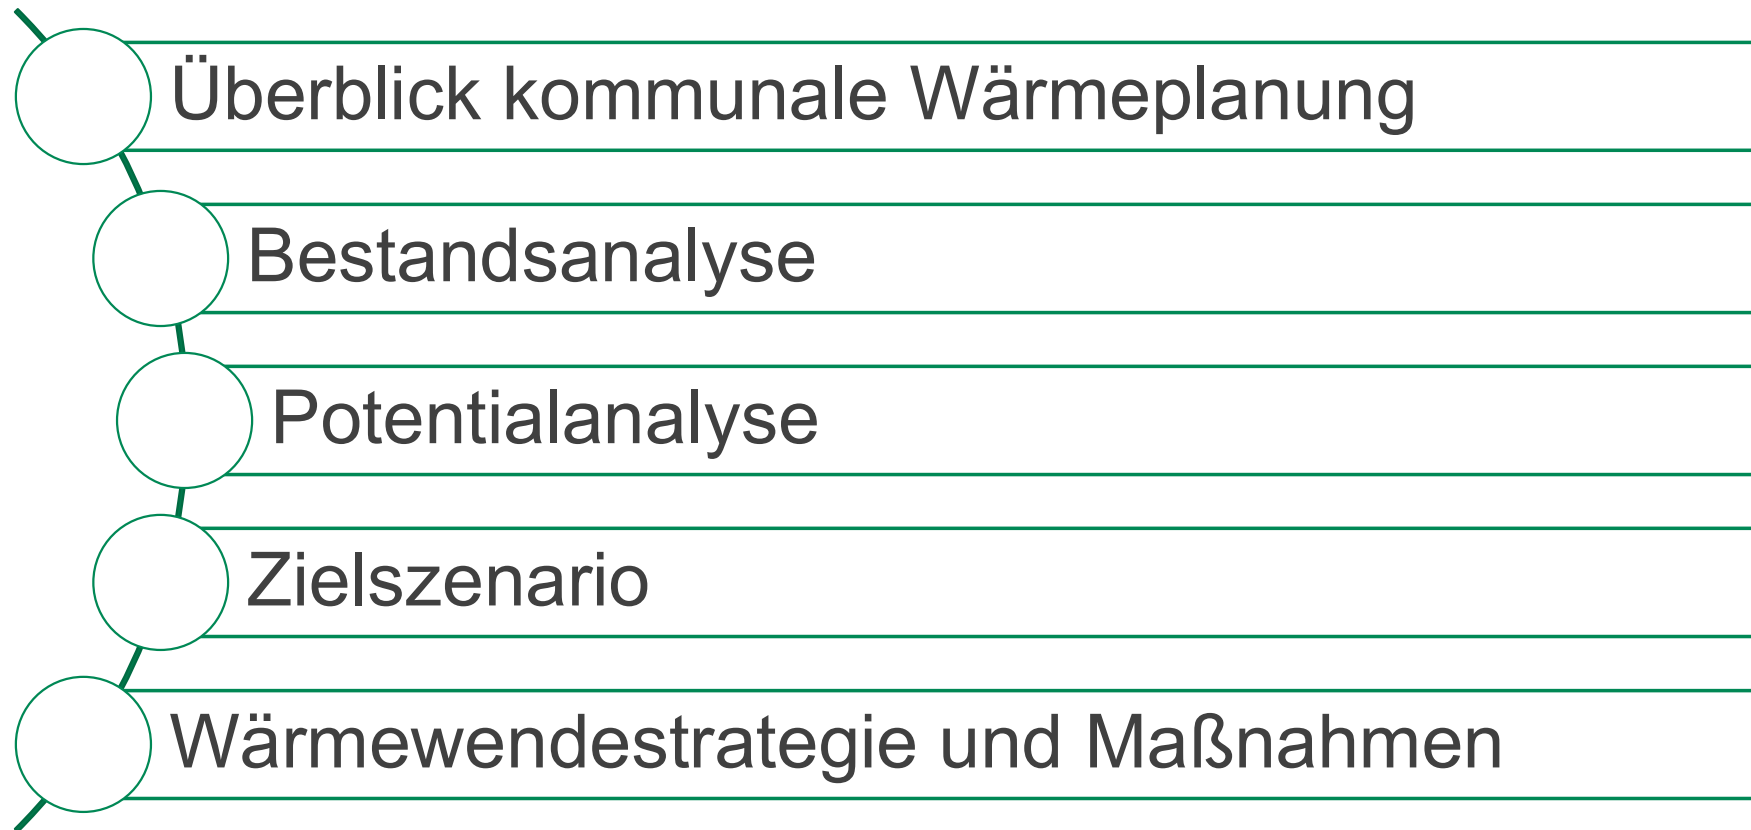 Überblick kommunale Wärmeplanung
Bestandsanalyse
Potentialanalyse
Zielszenario
Wärmewendestrategie und Maßnahmen